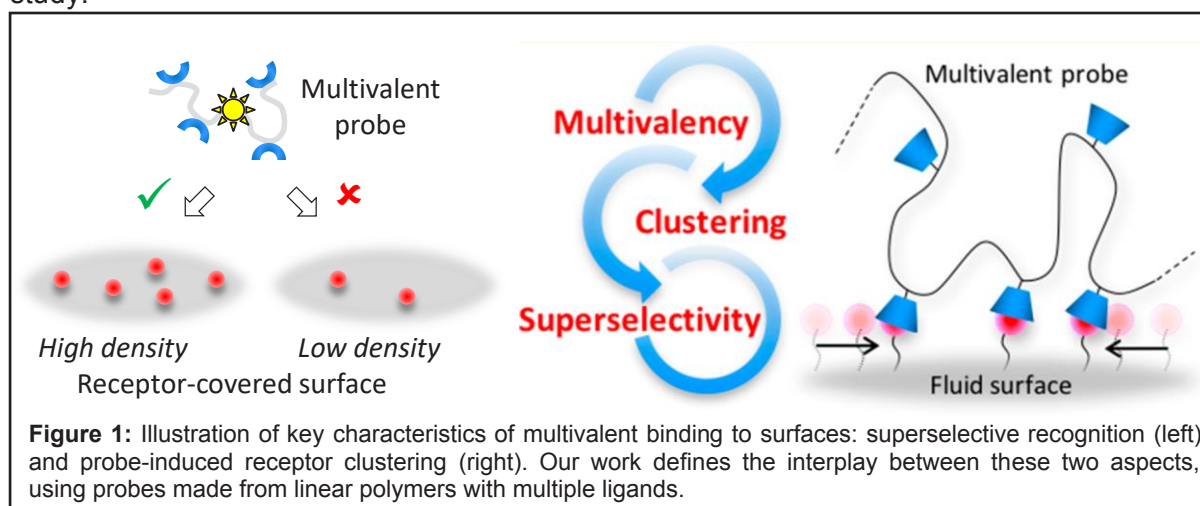 study.
Multivalent
probe
High density
Low density
Receptor-covered surface
Multivalency
Clustering
Superselectivity
Multivalent probe
Fluid surface
Figure 1: Illustration of key characteristics of multivalent binding to surfaces: superselective recognition (left)
and probe-induced receptor clustering (right). Our work defines the interplay between these two aspects,
using probes made from linear polymers with multiple ligands.